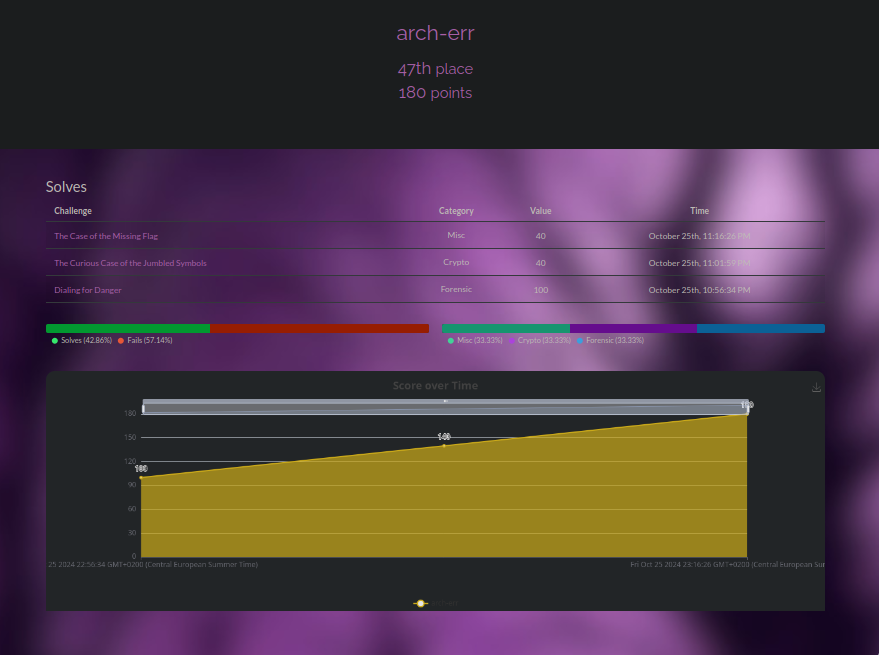 arch-err
47th place
180 points
Solves
Challenge Category Value Time
The Case of the Missing Flag Misc 40 October 25th, 11:16:26 PM
The Curious Case of the Jumbled Symbols Crypto 40 October 25th, 11:01:59 PM
Dialing for Danger Forensic 100 October 25th, 10:56:34 PM
Solves (42.86%) Fails (57.14%) Misc (33.33%) Crypto (33.33%) Forensic (33.33%)
Score over Time
180
180
150
140
120
100
90
60
30
0
25 2024 22:56:34 GMT+0200 (Central European Summer Time) Fri Oct 25 2024 23:16:26 GMT+0200 (Central European Sur